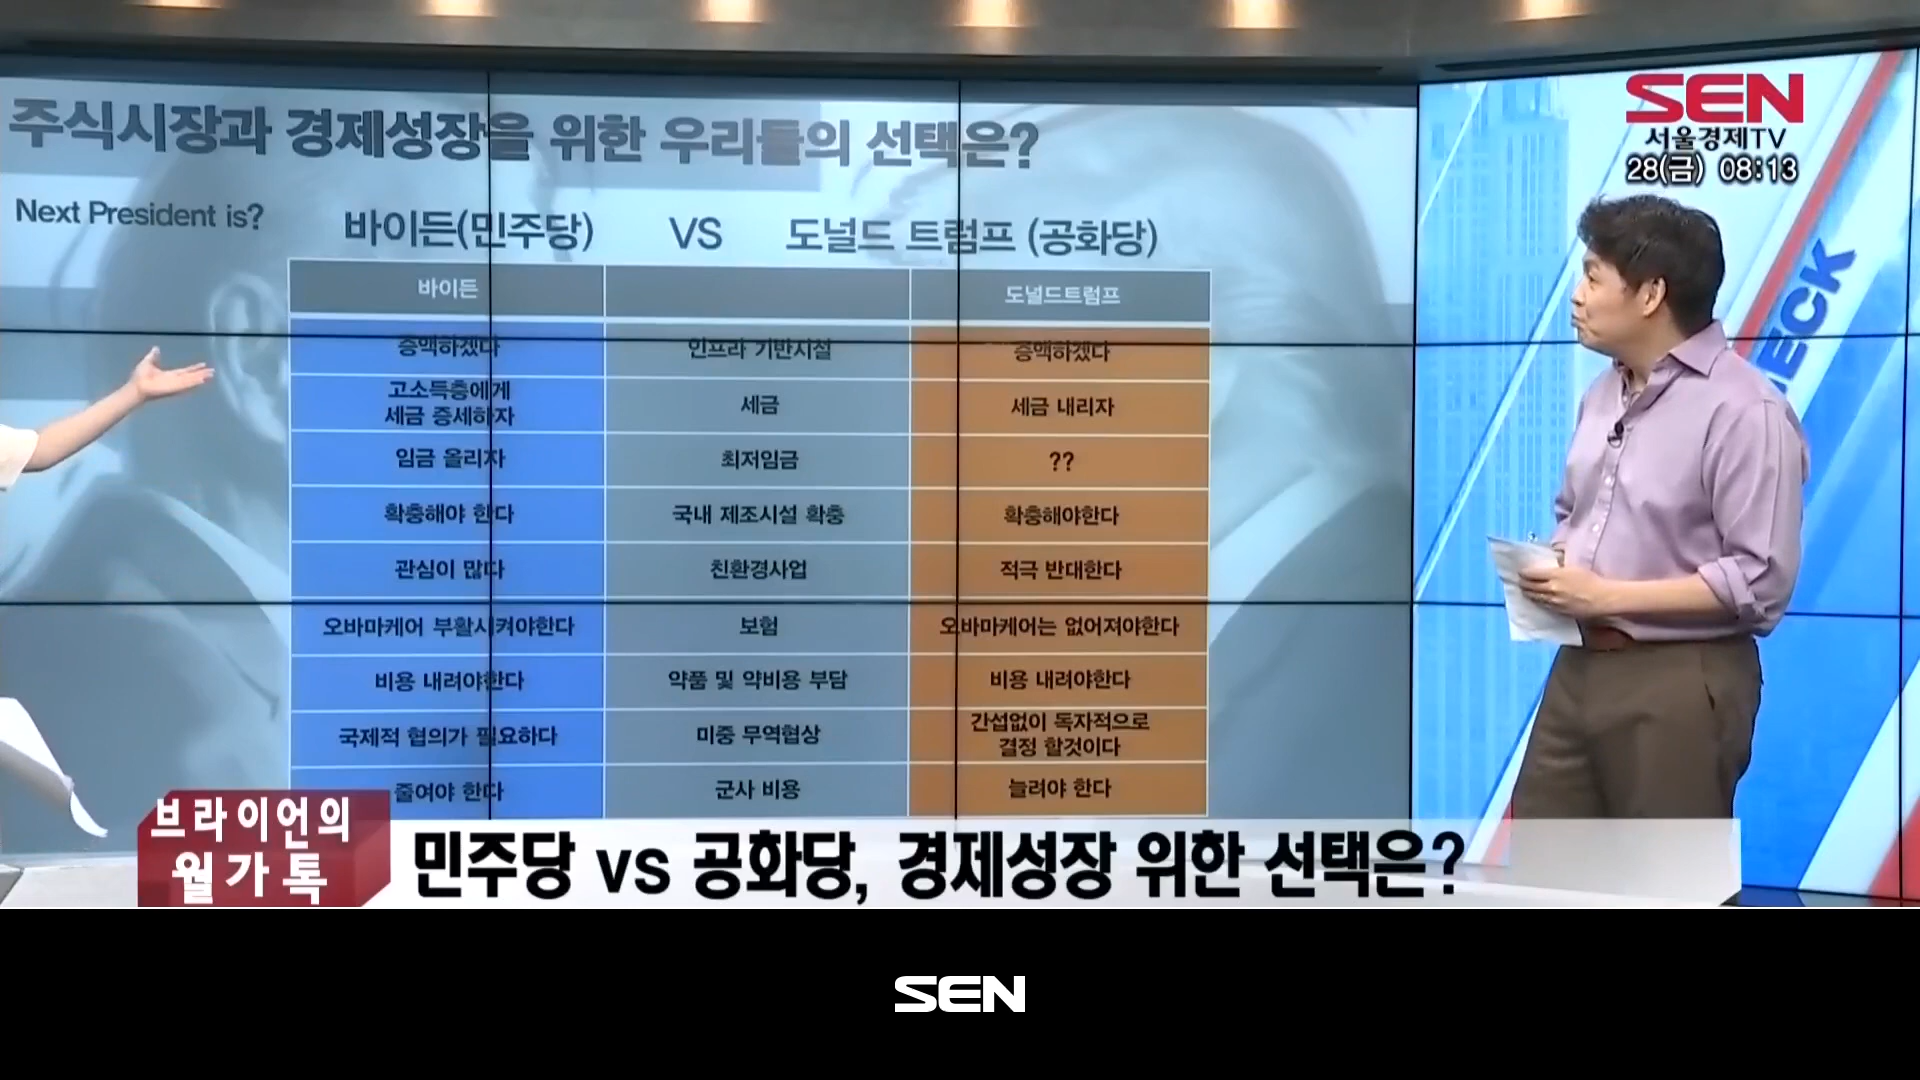 SEN
서울경제TV
28(금) 08:13
주식시장과 경제성장을 위한 우리들의 선택은?
Next President is?
바이든(민주당) VS 도널드 트럼프 (공화당)
바이든 도널드트럼프
증액하겠다 인프라 기반시설 증액하겠다
고소득층에게
세금 증세하자 세금 세금 내리자
임금 올리자 최저임금 ??
확충해야 한다 국내 제조시설 확충 확충해야한다
관심이 많다 친환경사업 적극 반대한다
오바마케어 부활시켜야한다 보험 오바마케어는 없어져야한다
비용 내려야한다 약품 및 약비용 부담 비용 내려야한다
국제적 협의가 필요하다 미중 무역협상 간섭없이 독자적으로
결정 할것이다
줄여야 한다 군사 비용 늘려야 한다
브라이언의
월가톡
민주당 vs 공화당, 경제성장 위한 선택은?
SEN